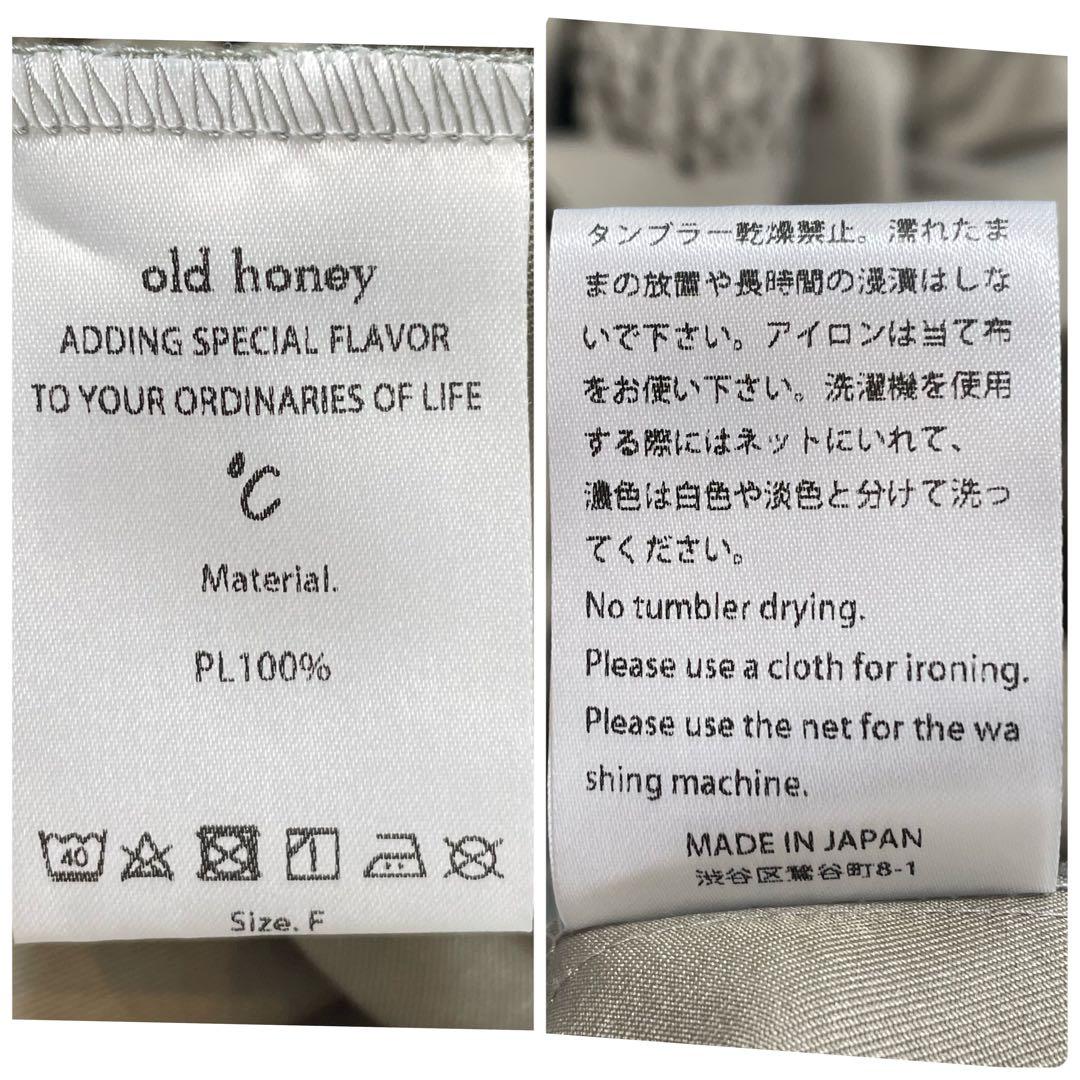 old honey
ADDING SPECIAL FLAVOR
TO YOUR ORDINARIES OF LIFE
°C
Material.
PL100%
40
Size. F
タンブラー乾燥禁止。濡れたま
まの放置や長時間の浸漬はしな
いで下さい。アイロンは当て布
をお使い下さい。洗濯機を使用
する際にはネットにいれて、
濃色は白色や淡色と分けて洗っ
てください。
No tumbler drying.
Please use a cloth for ironing.
Please use the net for the wa
shing machine.
MADE IN JAPAN
渋谷区鶯谷町8-1